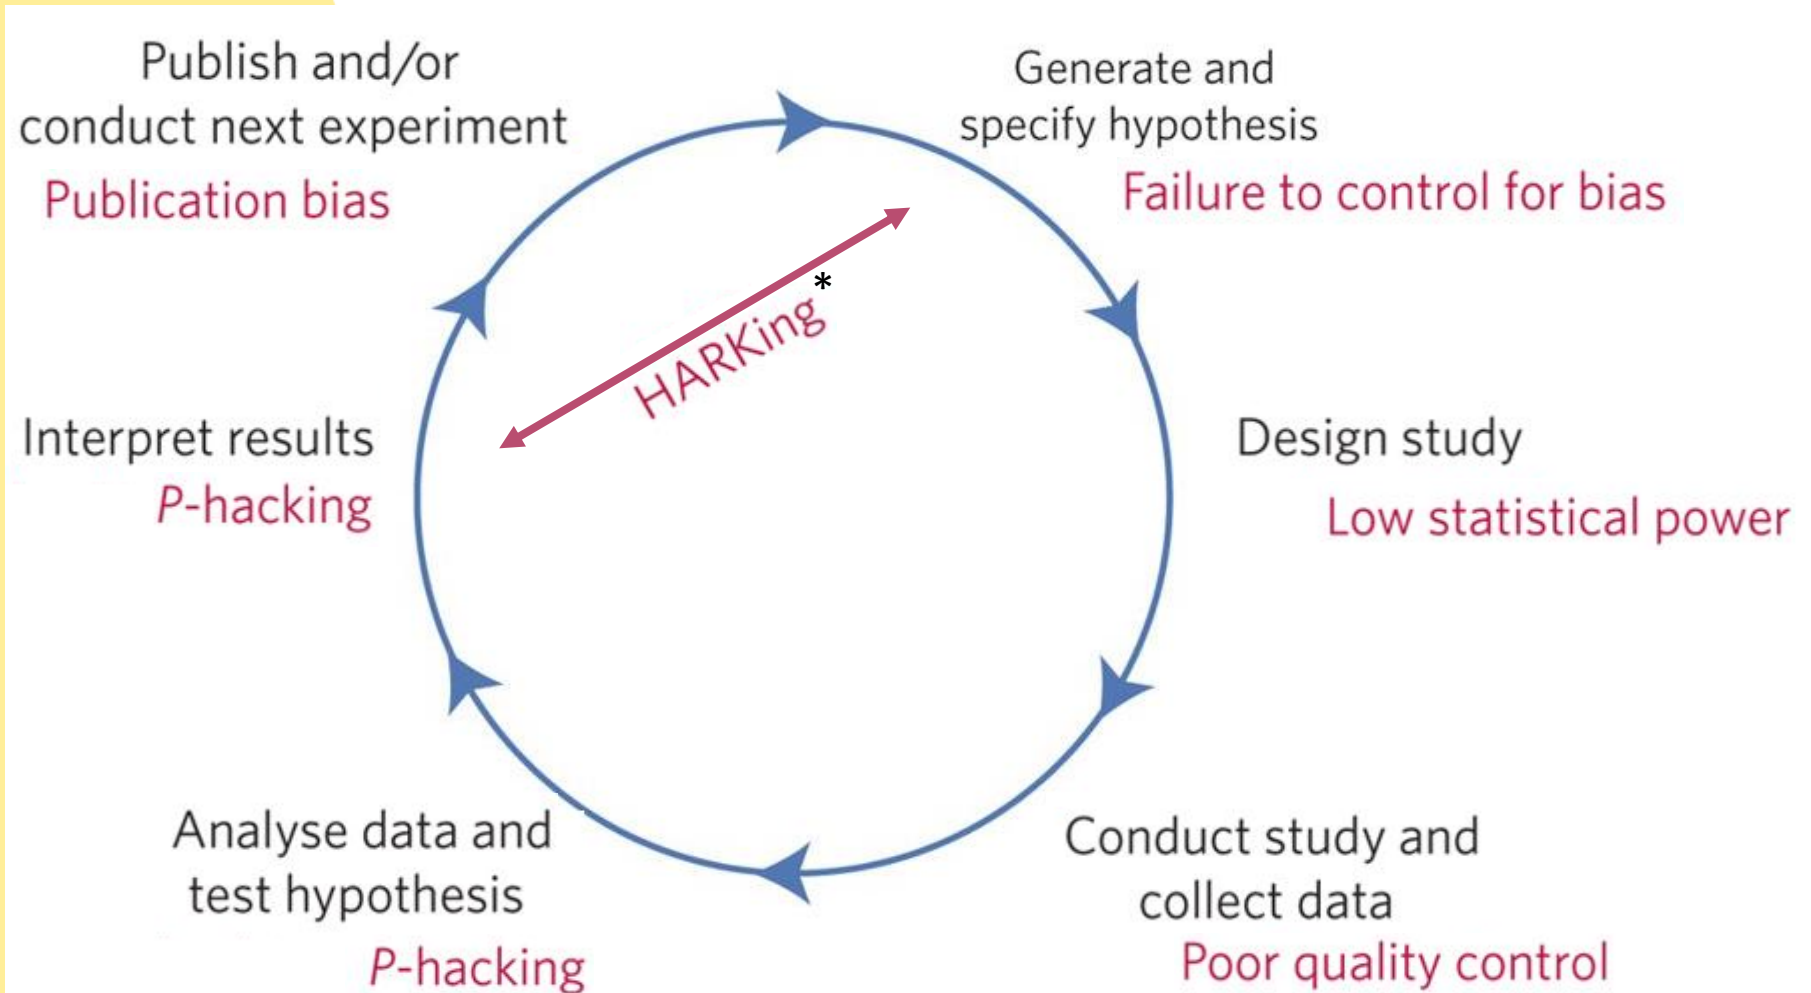 Publish and/or
conduct next experiment
Publication bias
Generate and
specify hypothesis
Failure to control for bias
HARKing*
Interpret results
P-hacking
Design study
Low statistical power
Analyse data and
test hypothesis
P-hacking
Conduct study and
collect data
Poor quality control